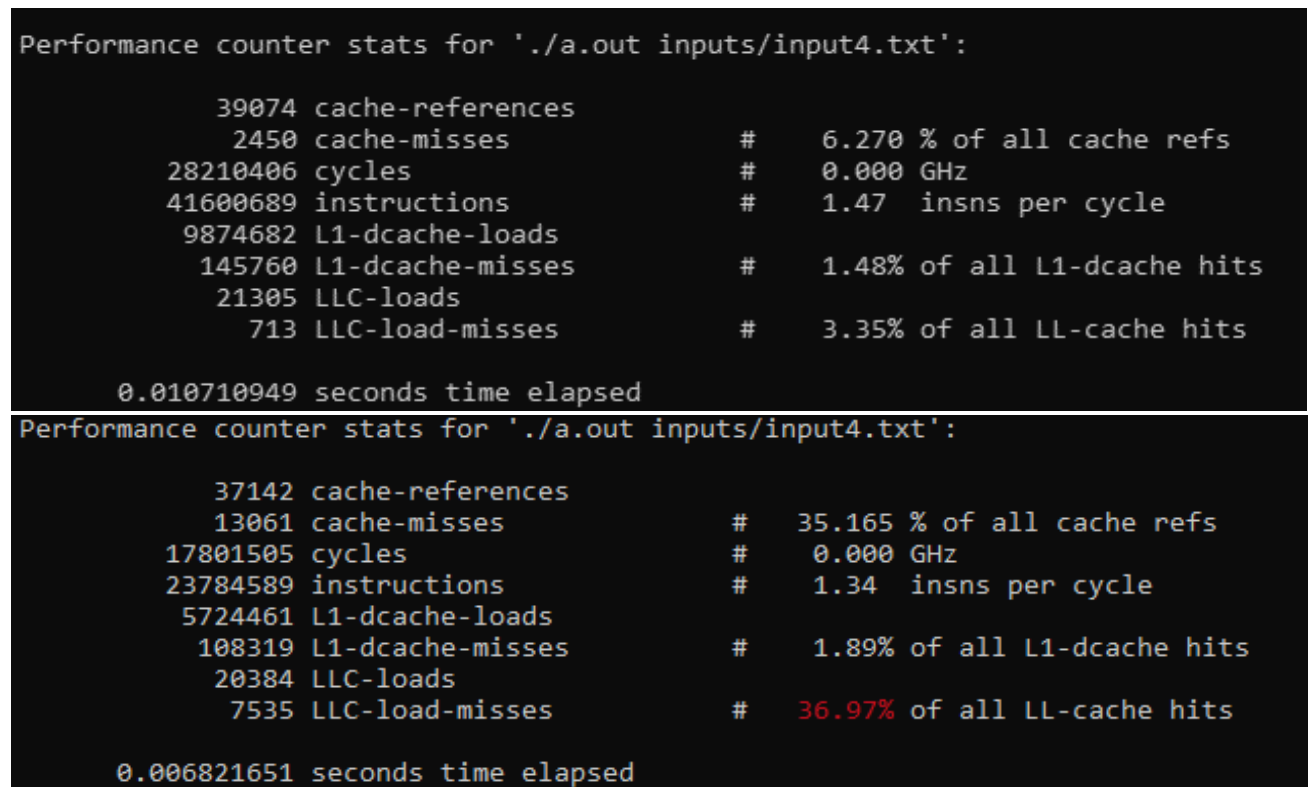 Performance counter stats for './a.out inputs/input4.txt':
39074 cache-references
2450 cache-misses # 6.270 % of all cache refs
28210406 cycles # 0.000 GHz
41600689 instructions # 1.47 insns per cycle
9874682 L1-dcache-loads
145760 L1-dcache-misses # 1.48% of all L1-dcache hits
21305 LLC-loads
713 LLC-load-misses # 3.35% of all LL-cache hits
0.010710949 seconds time elapsed
Performance counter stats for './a.out inputs/input4.txt':
37142 cache-references
13061 cache-misses # 35.165 % of all cache refs
17801505 cycles # 0.000 GHz
23784589 instructions # 1.34 insns per cycle
5724461 L1-dcache-loads
108319 L1-dcache-misses # 1.89% of all L1-dcache hits
20384 LLC-loads
7535 LLC-load-misses # 36.97% of all LL-cache hits
0.006821651 seconds time elapsed